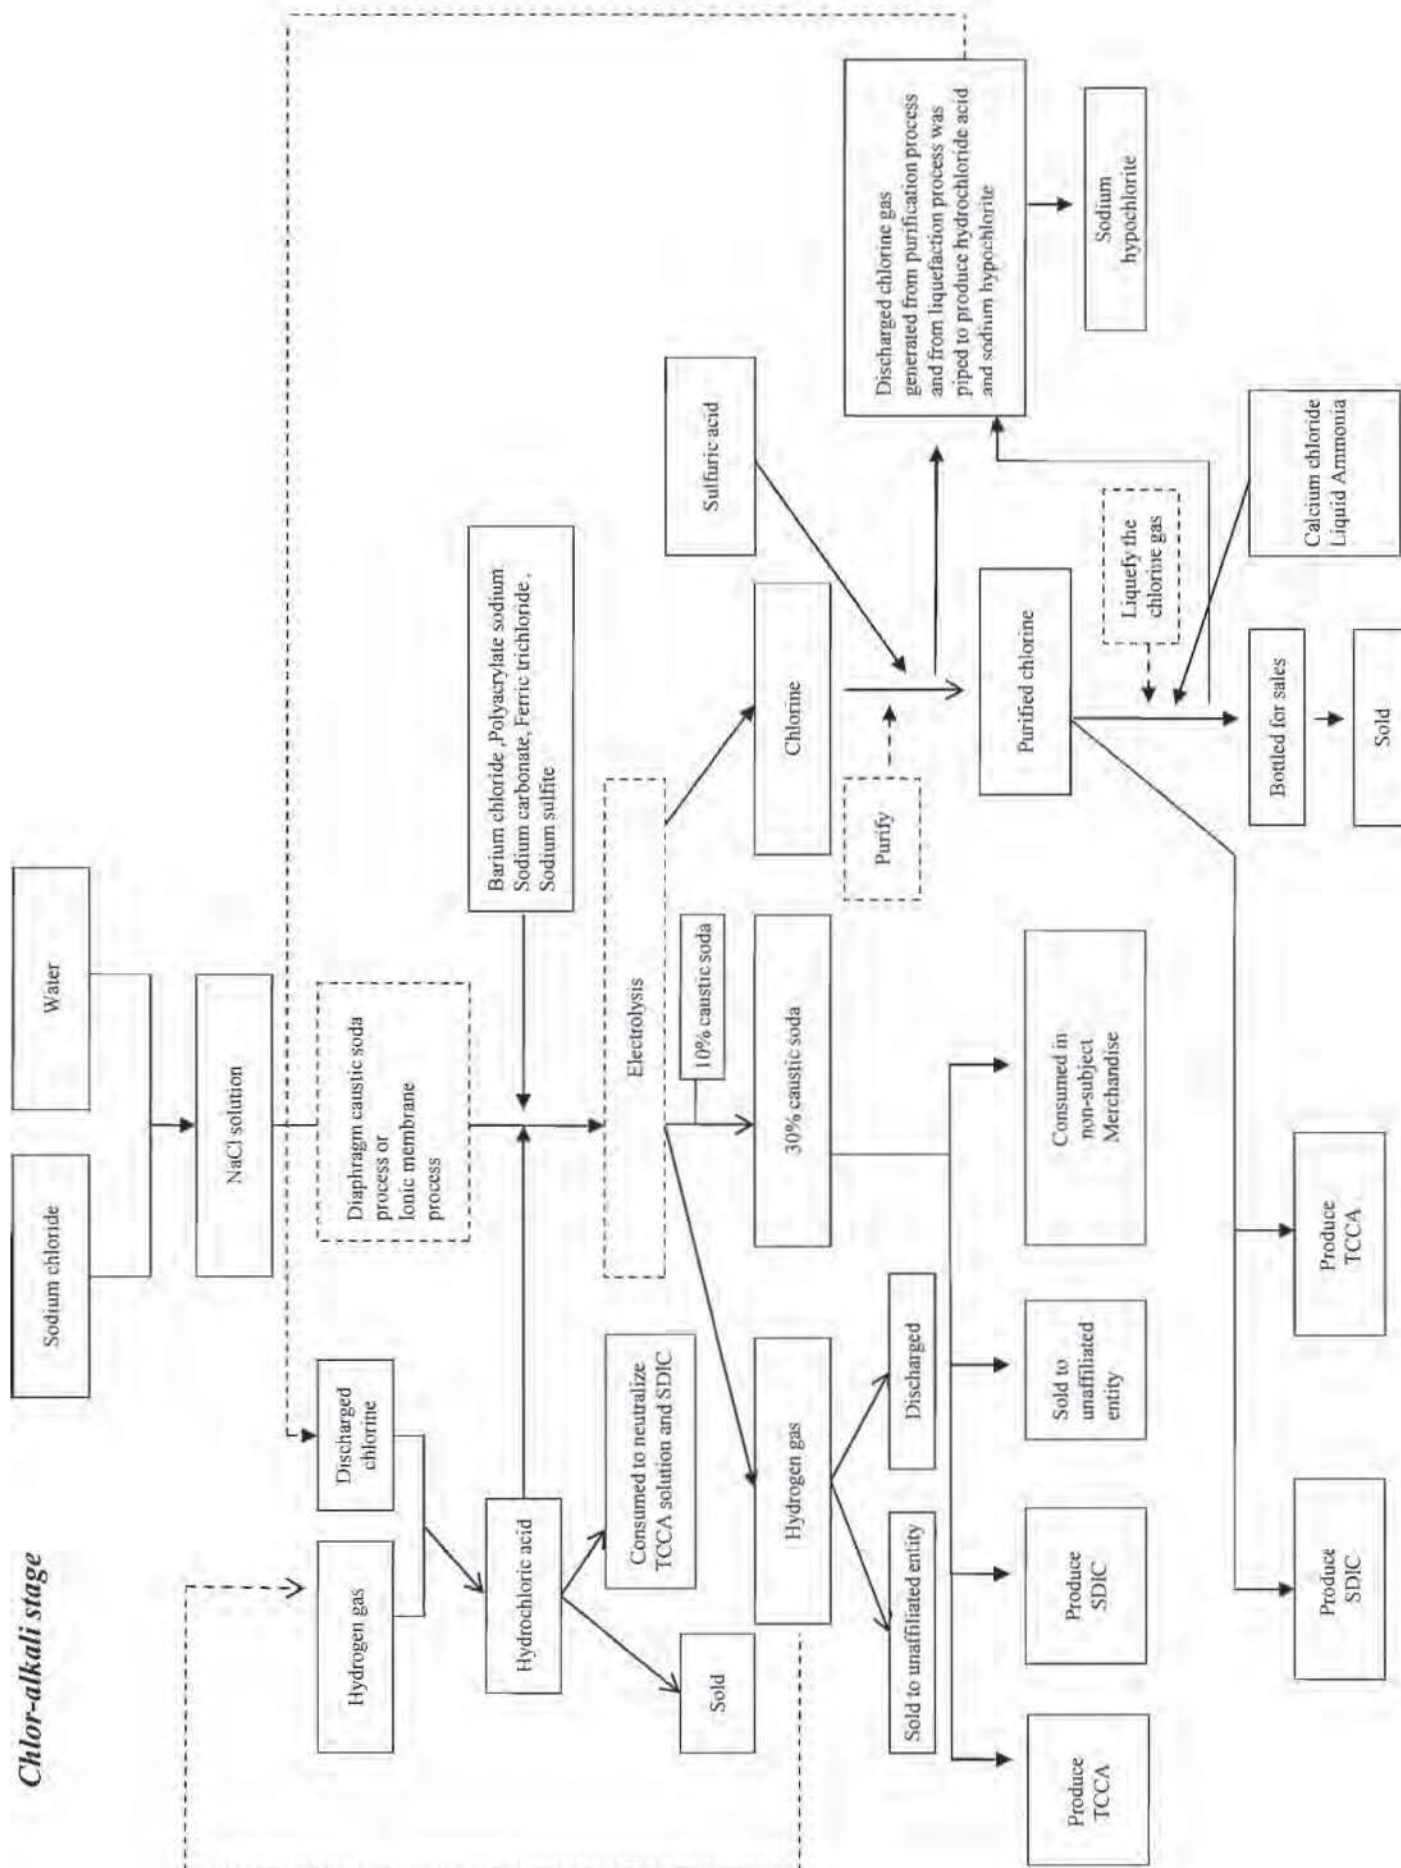 Chlor-alkali stage
Sodium chloride
Water
NaCl solution
Hydrogen gas
Discharged
chlorine
Diaphragm caustic soda
process or
Ionic membrane
process
Hydrochloric acid
Barium chloride ,Polyacrylate sodium.
Sodium carbonate, Ferric trichloride ,
Sodium sulfite
Sold
Consumed to neutralize
TCCA solution and SDIC
Electrolysis
10% caustic soda
Sulfuric acid
Hydrogen gas
30% caustic soda
Chlorine
Purify
Discharged chlorine gas
generated from purification process
and from liquefaction process was
piped to produce hydrochloride acid
and sodium hypochlorite
Sold to unaffiliated entity
Discharged
Purified chlorine
Produce
TCCA
Produce
SDIC
Sold to
unaffiliated
entity
Consumed in
non-subject
Merchandise
Liquefy the
chlorine gas
Sodium
hypochlorite
Bottled for sales
Calcium chloride
Liquid Ammonia
Produce
SDIC
Produce
TCCA
Sold